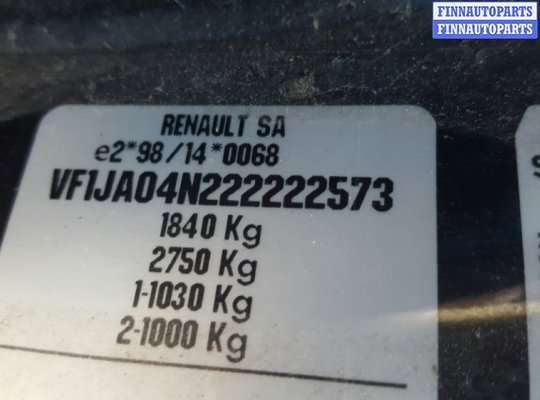 FINNAUTOPARTS
FINNAUTOPARTS
RENAULT SA
e2*98/14*0068
VF1JA04N222222573
1840 Kg
2750 Kg
1-1030 Kg
2-1000 Kg